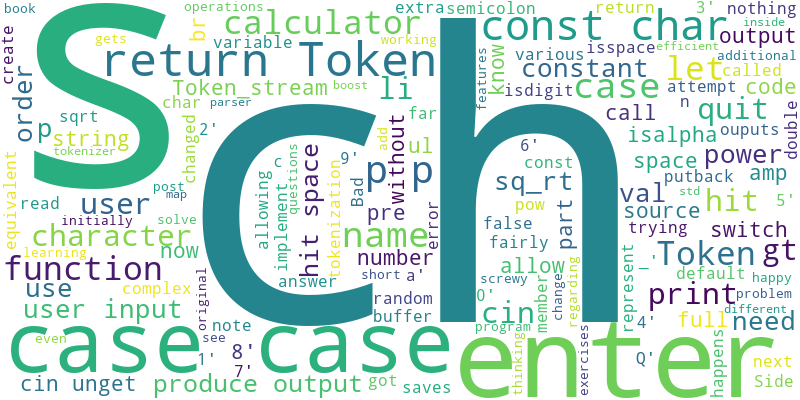 book
operations
extra
semicolon
return
3'
nothing
create
gets
br
calculator
const char
output
S
return Token
variable
working
various
isspace
inside
efficient
features
know
constant
let
called
additional
order
Token_stream
char
li
isdigit
case
attempt
code
sqrt
parser
boost
far
n
quit
double
p
string
changed
2'
add
call
ouputs
tokenizer
ch
ul
6'
isalpha
equivalent
post
map
9'
c
questions
Bad
p p
without
const
space
power
read
solve
allowing
implement
tokenization
sq_rt
putback
amp
user
initially
hit space
pre
pow
val
std
hit
5'
character
now
name
error
false
part
source
trying
switch
learning
answer
number
fairly
_'
Token
gt
function
a'
allow
represent
default
happy
use
complex
short
screwy
member
change
regarding
print
problem
original
random
0'
different
user input
note
buffer
cin
full
need
even
see
program
exercises
4'
happens
case case
1'
8'
7'
enter
thinking
Q'
next
cin unget
produce output
got
saves
Side